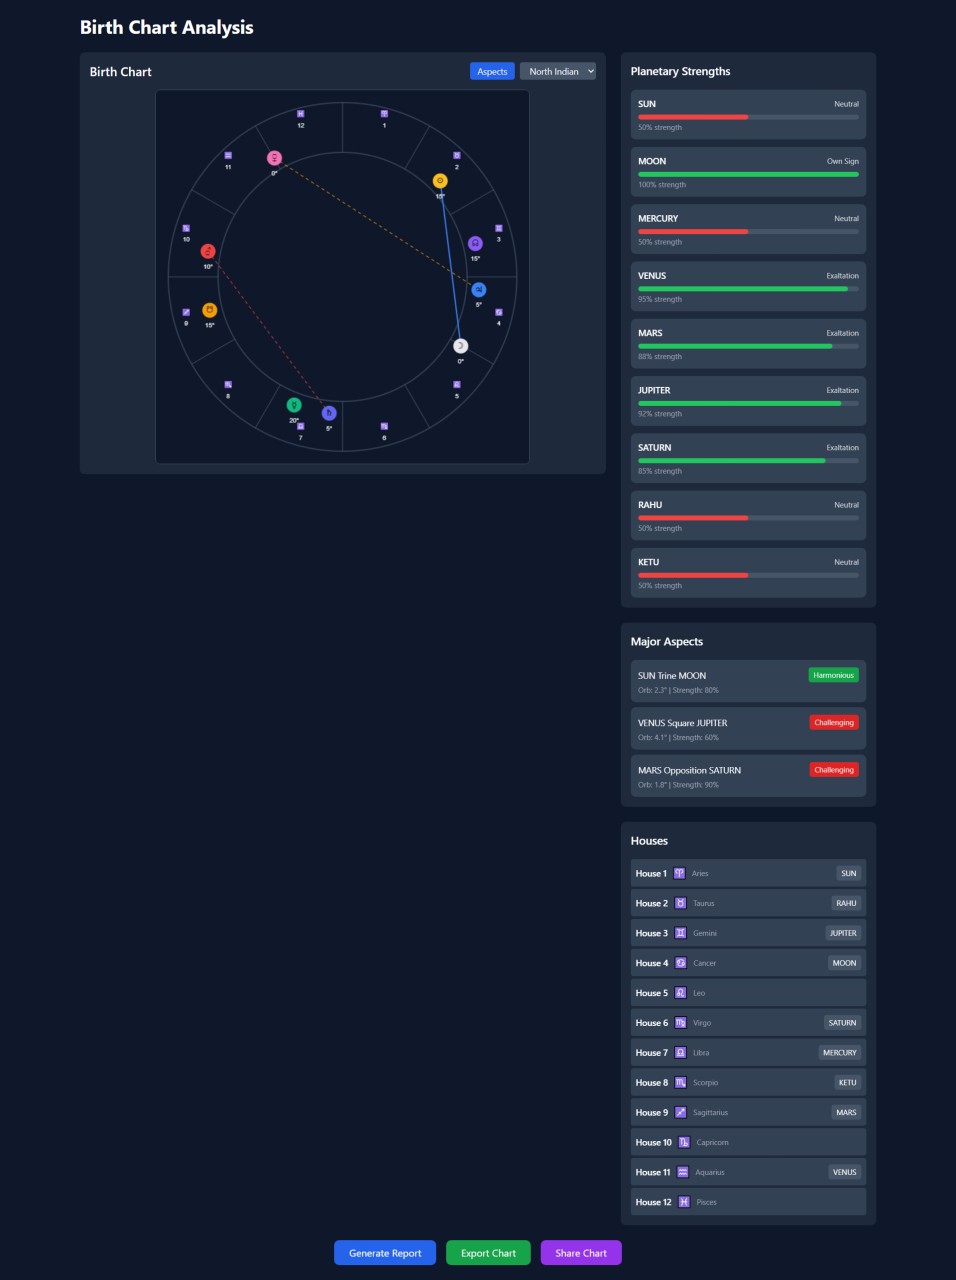 Birth Chart Analysis
Birth Chart
Aspects
North Indian
♓
12
♈
1
♒
11
♀
0°
♉
2
☉
15°
♑
10
♂
10°
☊
15°
♊
3
♃
5°
♐
9
☋
15°
♋
4
☽
0°
♏
8
♌
5
☿
20°
♎
7
♄
5°
♍
6
Planetary Strengths
SUN Neutral
50% strength
MOON Own Sign
100% strength
MERCURY Neutral
50% strength
VENUS Exaltation
95% strength
MARS Exaltation
88% strength
JUPITER Exaltation
92% strength
SATURN Exaltation
85% strength
RAHU Neutral
50% strength
KETU Neutral
50% strength
Major Aspects
SUN Trine MOON Harmonious
Orb: 2.3° | Strength: 80%
VENUS Square JUPITER Challenging
Orb: 4.1° | Strength: 60%
MARS Opposition SATURN Challenging
Orb: 1.8° | Strength: 90%
Houses
House 1 ♈ Aries SUN
House 2 ♉ Taurus RAHU
House 3 ♊ Gemini JUPITER
House 4 ♋ Cancer MOON
House 5 ♌ Leo
House 6 ♍ Virgo SATURN
House 7 ♎ Libra MERCURY
House 8 ♏ Scorpio KETU
House 9 ♐ Sagittarius MARS
House 10 ♑ Capricorn
House 11 ♒ Aquarius VENUS
House 12 ♓ Pisces
Generate Report
Export Chart
Share Chart